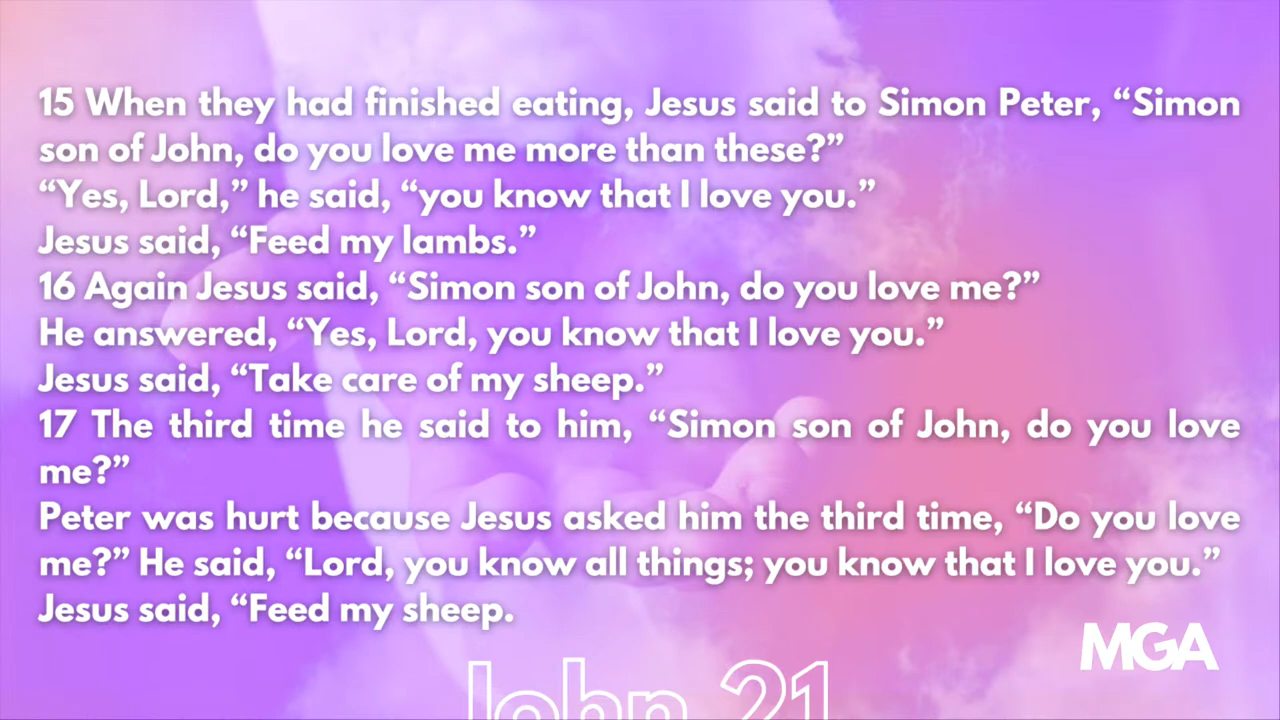 15 When they had finished eating, Jesus said to Simon Peter, “Simon
son of John, do you love me more than these?”
“Yes, Lord,” he said, “you know that I love you.”
Jesus said, “Feed my lambs.”
16 Again Jesus said, “Simon son of John, do you love me?”
He answered, “Yes, Lord, you know that I love you.”
Jesus said, “Take care of my sheep.”
17 The third time he said to him, “Simon son of John, do you love
me?”
Peter was hurt because Jesus asked him the third time, “Do you love
me?” He said, “Lord, you know all things; you know that I love you.”
Jesus said, “Feed my sheep.
MGA
John 21